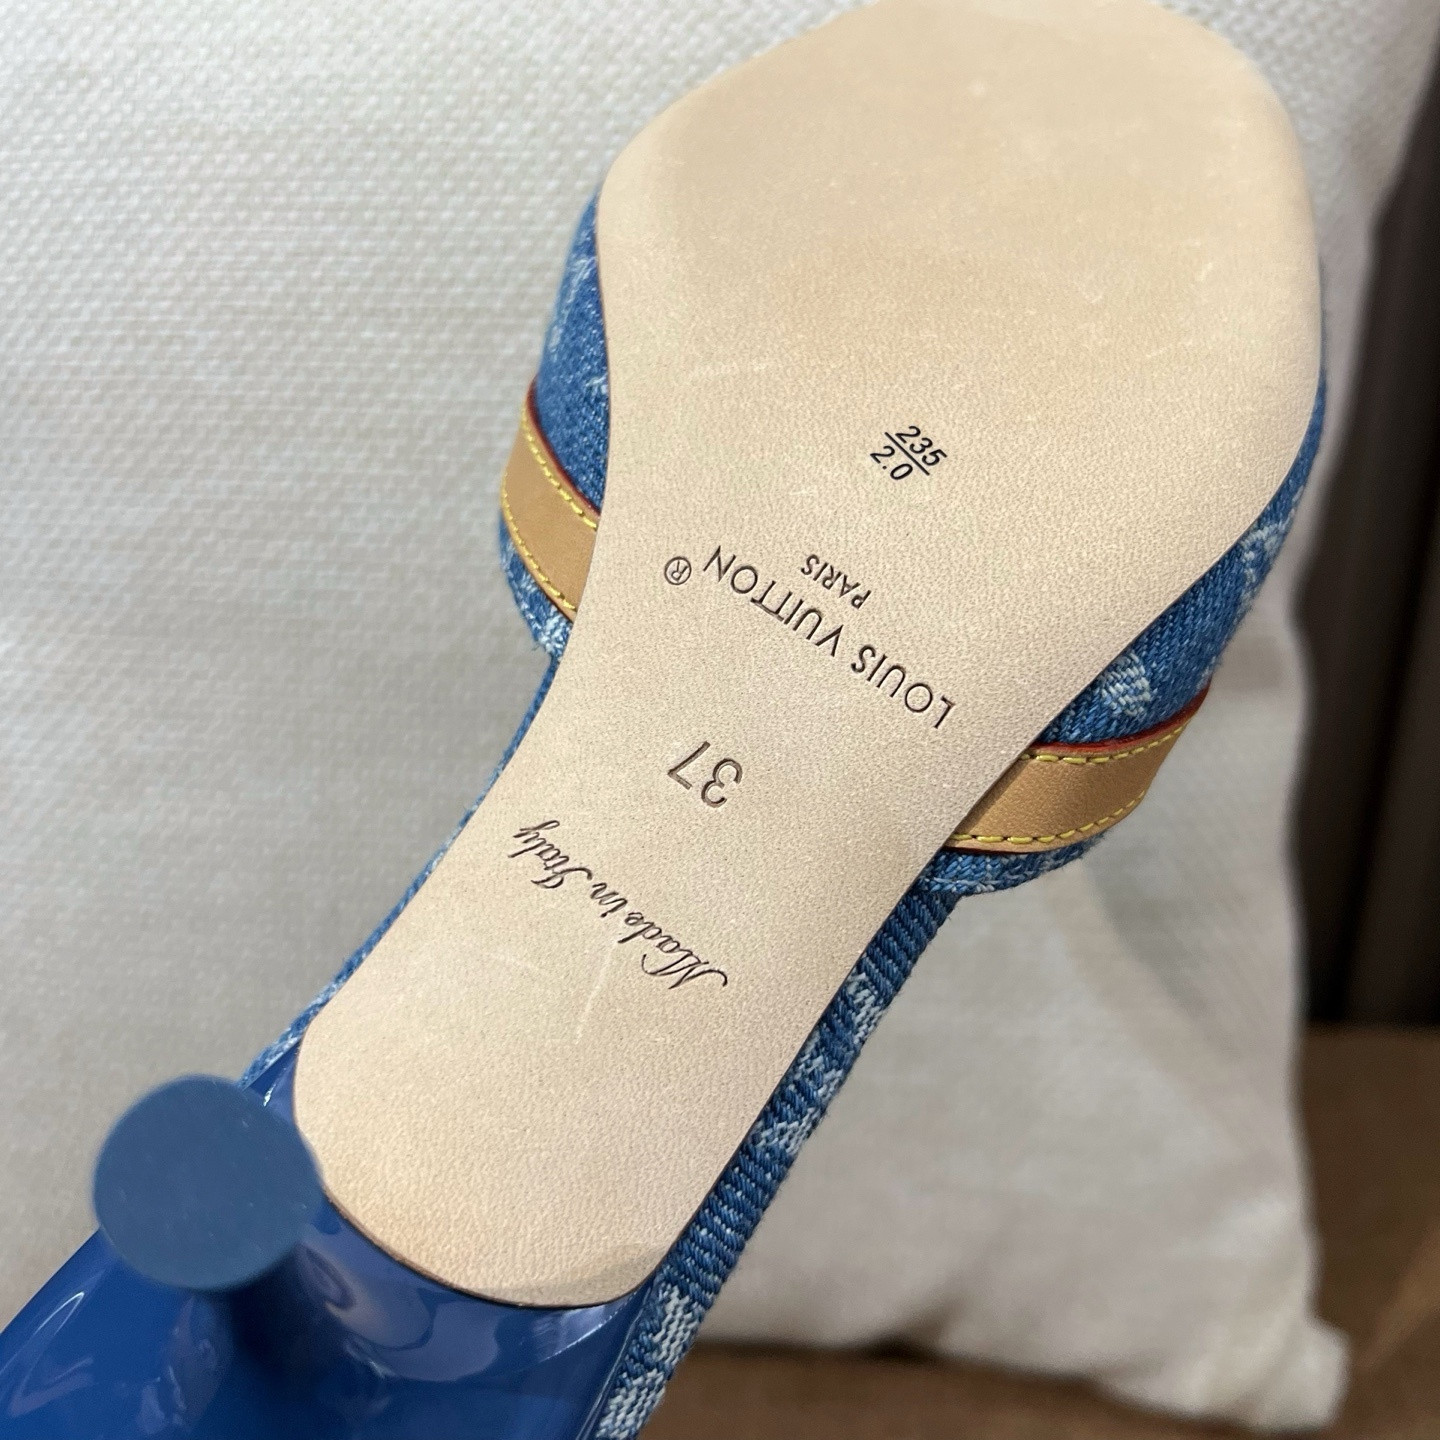 Made in Italy
37
LOUIS VUITTON®
PARIS
235
2.0